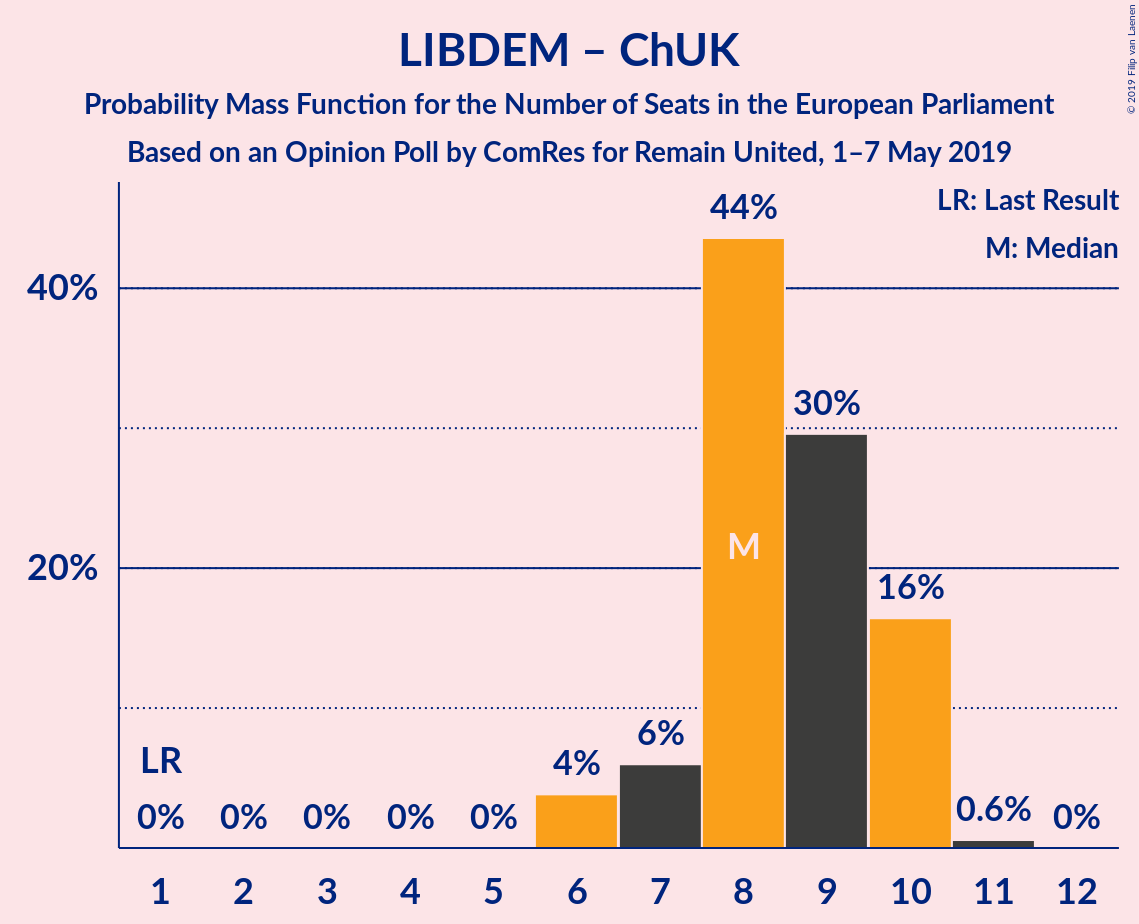 LIBDEM – ChUK
Probability Mass Function for the Number of Seats in the European Parliament
Based on an Opinion Poll by ComRes for Remain United, 1–7 May 2019
© 2019 Filip van Laenen
LR: Last Result
M: Median
40%
20%
44%
30%
16%
6%
4%
0.6%
0%
0%
0%
0%
0%
0%
LR
M
1 2 3 4 5 6 7 8 9 10 11 12